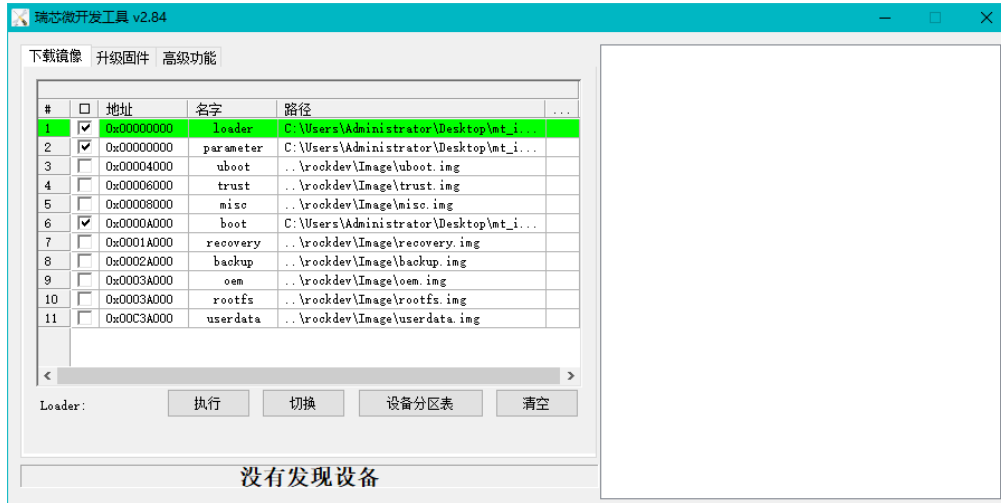 瑞芯微开发工具 v2.84
下载镜像 升级固件 高级功能
# 地址 名字 路径 ...
1 0x00000000 loader C:\Users\Administrator\Desktop\mt_i...
2 0x00000000 parameter C:\Users\Administrator\Desktop\mt_i...
3 0x00004000 uboot ..\rockdev\Image\uboot.img
4 0x00006000 trust ..\rockdev\Image\trust.img
5 0x00008000 misc ..\rockdev\Image\misc.img
6 0x0000A000 boot C:\Users\Administrator\Desktop\mt_i...
7 0x0001A000 recovery ..\rockdev\Image\recovery.img
8 0x0002A000 backup ..\rockdev\Image\backup.img
9 0x0003A000 oem ..\rockdev\Image\oem.img
10 0x0003A000 rootfs ..\rockdev\Image\rootfs.img
11 0x00C3A000 userdata ..\rockdev\Image\userdata.img
Loader: 执行 切换 设备分区表 清空
没有发现设备